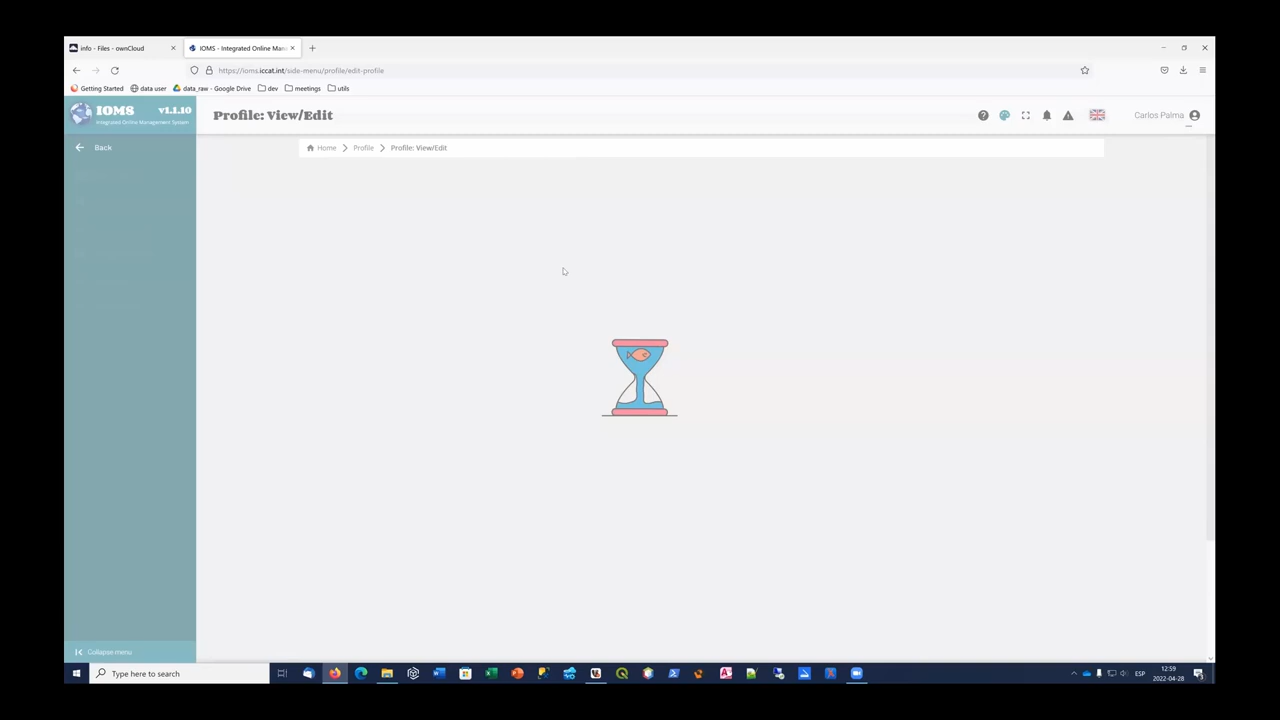 info - Files - ownCloud
IOMS - Integrated Online Man
https://ioms.iccat.int/side-menu/profile/edit-profile
Getting Started
data user
data_raw - Google Drive
dev
meetings
utils
IOMS
v1.1.10
Integrated Online Management System
Profile: View/Edit
Carlos Palma
Back
Home
Profile
Profile: View/Edit
Collapse menu
Type here to search
ESP
12:59
2022-04-28